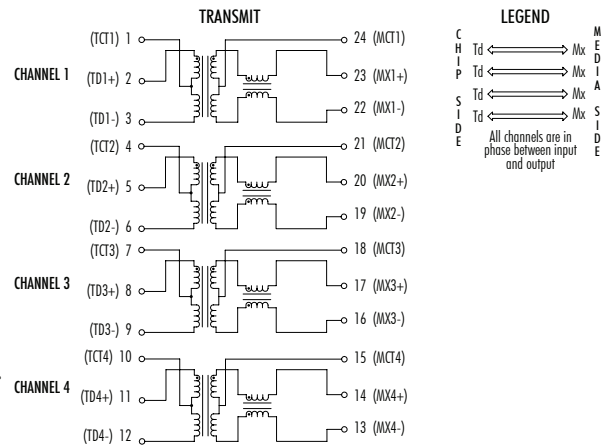 TRANSMIT
LEGEND
(TCT1) 1
24 (MCT1)
CHANNEL 1
(TD1+) 2
23 (MX1+)
(TD1-) 3
22 (MX1-)
(TCT2) 4
21 (MCT2)
CHANNEL 2
(TD2+) 5
20 (MX2+)
(TD2-) 6
19 (MX2-)
(TCT3) 7
18 (MCT3)
CHANNEL 3
(TD3+) 8
17 (MX3+)
(TD3-) 9
16 (MX3-)
(TCT4) 10
15 (MCT4)
CHANNEL 4
(TD4+) 11
14 (MX4+)
(TD4-) 12
13 (MX4-)
CHIP SIDE
Td Mx
Td Mx
Td Mx
Td Mx
MEDIA SIDE
All channels are in
phase between input
and output